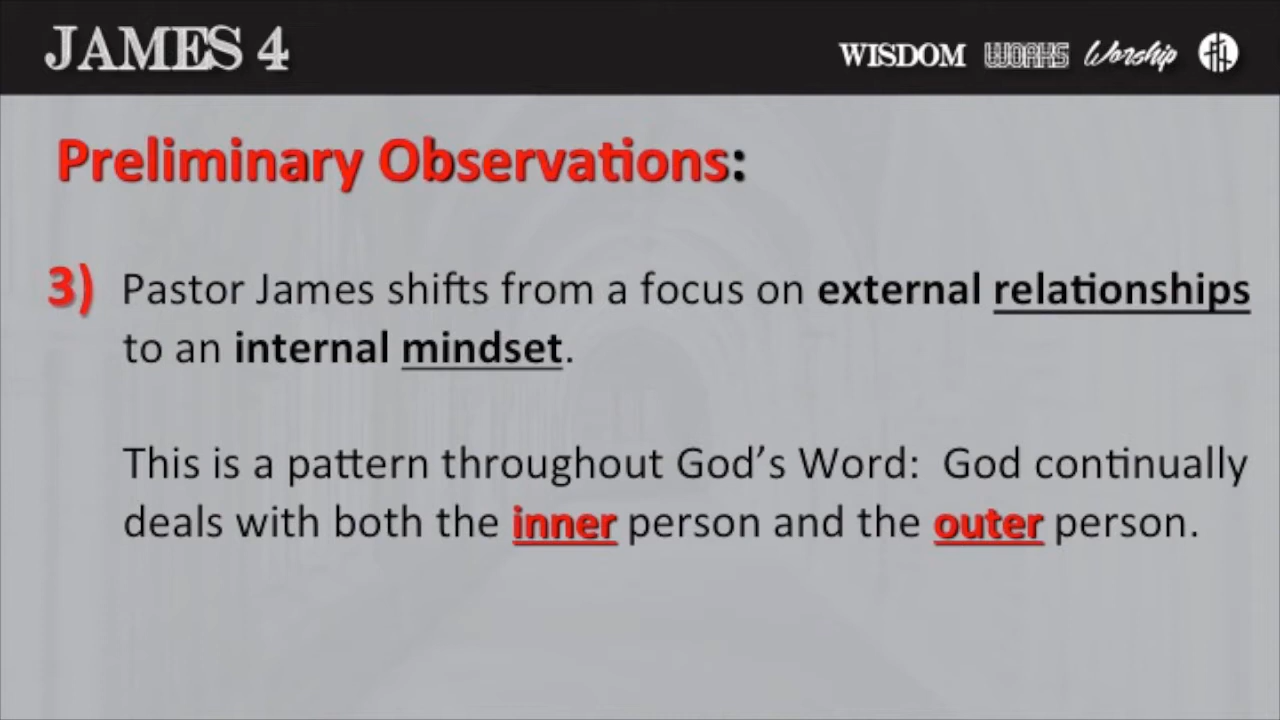 JAMES 4
WISDOM WORKS Worship
Preliminary Observations:
3) Pastor James shifts from a focus on external relationships
to an internal mindset.
This is a pattern throughout God’s Word:  God continually
deals with both the inner person and the outer person.